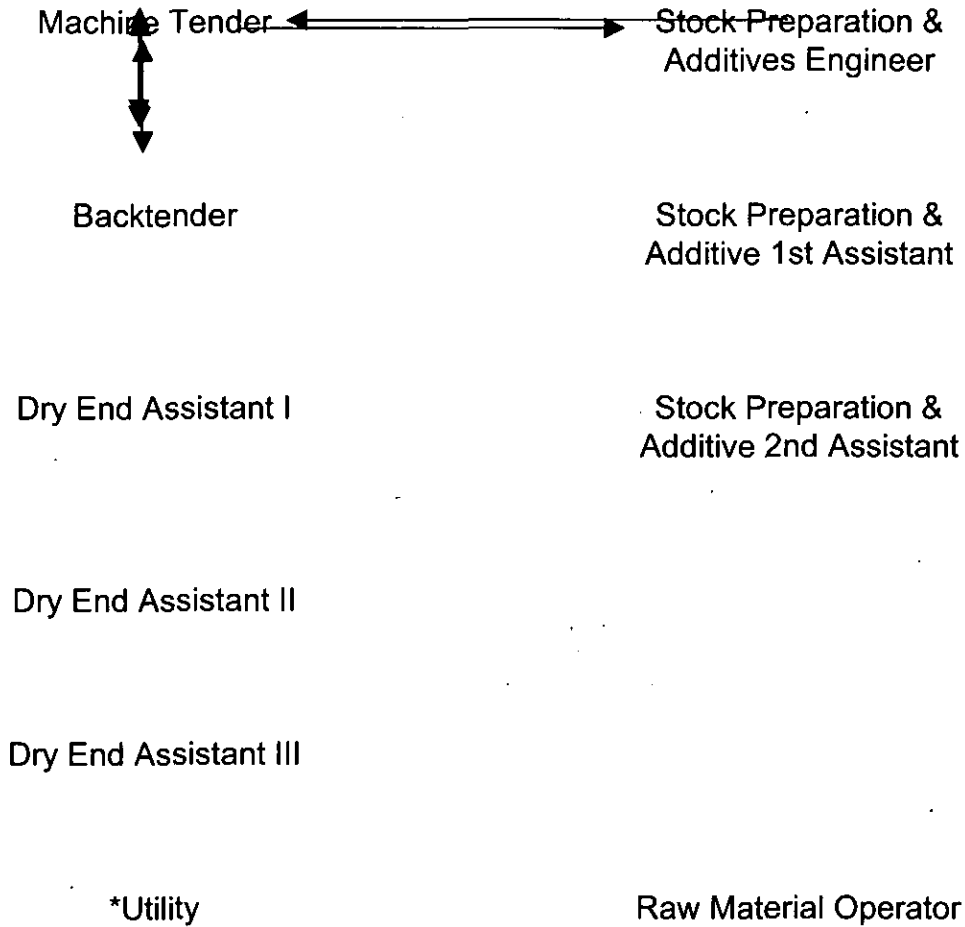 Machine Tender
Stock Preparation &
Additives Engineer
Backtender
Stock Preparation &
Additive 1st Assistant
Dry End Assistant I
Stock Preparation &
Additive 2nd Assistant
Dry End Assistant II
Dry End Assistant III
*Utility
Raw Material Operator